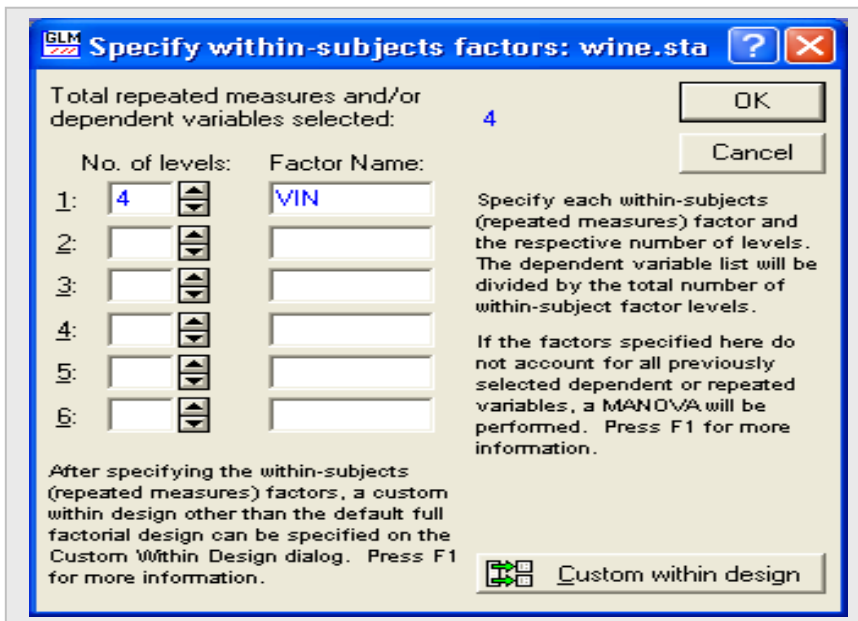 GLM Specify within-subjects factors: wine.sta
Total repeated measures and/or
dependent variables selected: 4
OK
Cancel
No. of levels: Factor Name:
1: 4 VIN
2:
3:
4:
5:
6:
Specify each within-subjects
(repeated measures) factor and
the respective number of levels.
The dependent variable list will be
divided by the total number of
within-subject factor levels.
If the factors specified here do
not account for all previously
selected dependent or repeated
variables, a MANOVA will be
performed. Press F1 for more
information.
After specifying the within-subjects
(repeated measures) factors, a custom
within design other than the default full
factorial design can be specified on the
Custom Within Design dialog. Press F1
for more information.
Custom within design